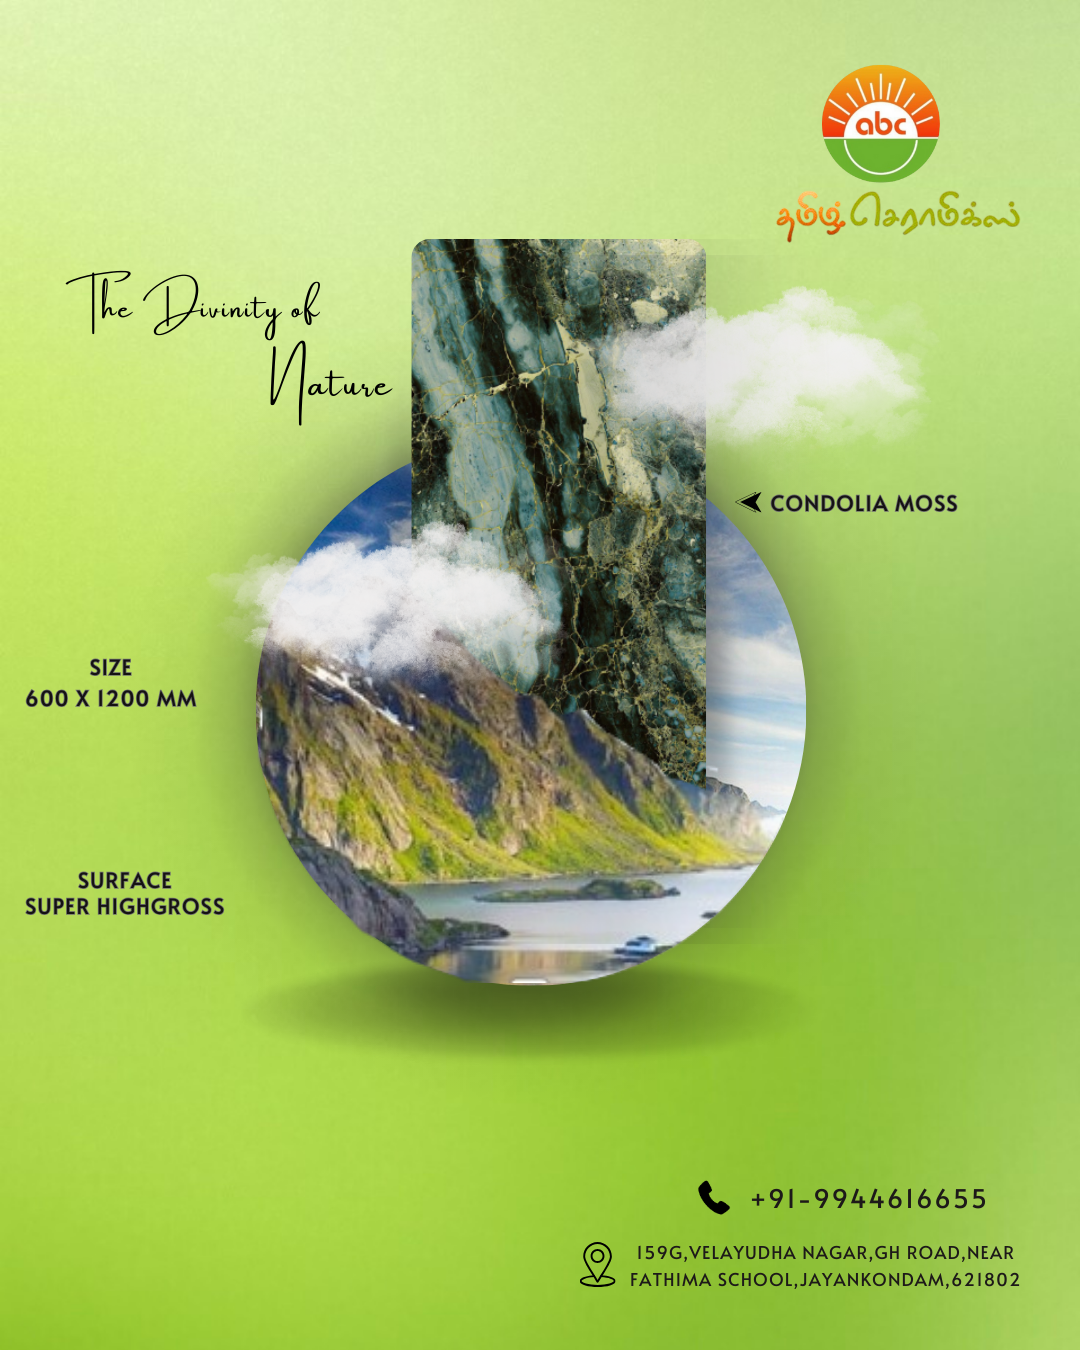 abc
தமிழ் செராமிக்ஸ்
The Divinity of
Nature
CONDOLIA MOSS
SIZE
600 X 1200 MM
SURFACE
SUPER HIGHGROSS
+91-9944616655
159G,VELAYUDHA NAGAR,GH ROAD,NEAR
FATHIMA SCHOOL,JAYANKONDAM,621802